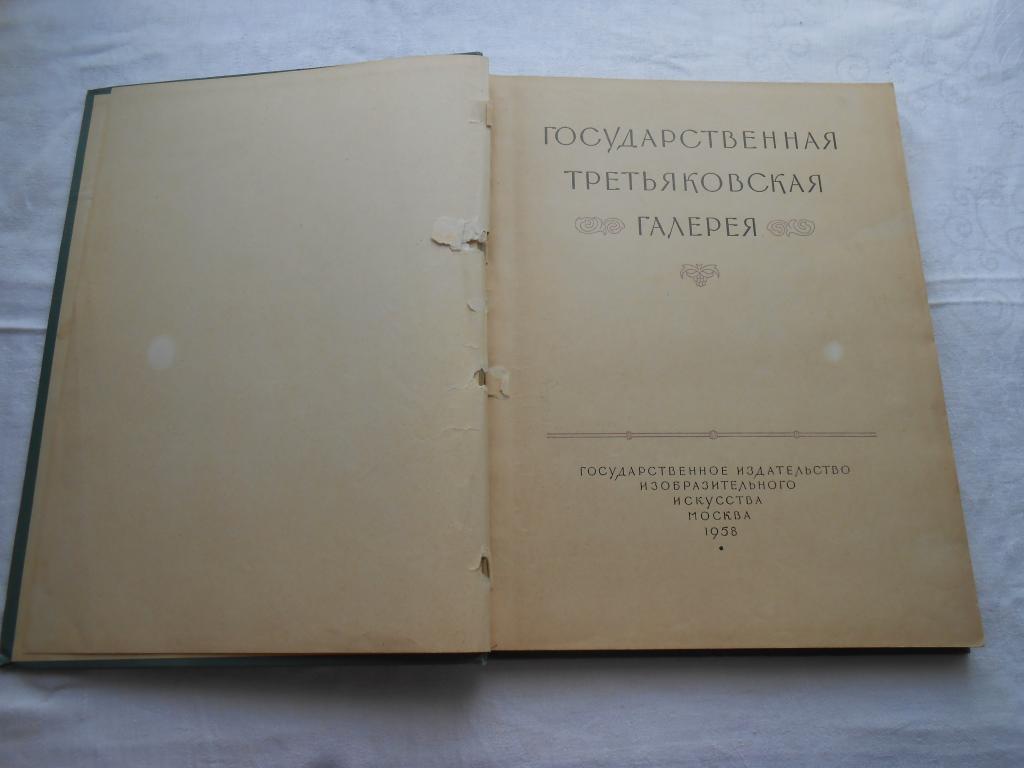 ГОСУДАРСТВЕННАЯ
ТРЕТЬЯКОВСКАЯ
ГАЛЕРЕЯ
ГОСУДАРСТВЕННОЕ ИЗДАТЕЛЬСТВО
ИЗОБРАЗИТЕЛЬНОГО
ИСКУССТВА
МОСКВА
1958